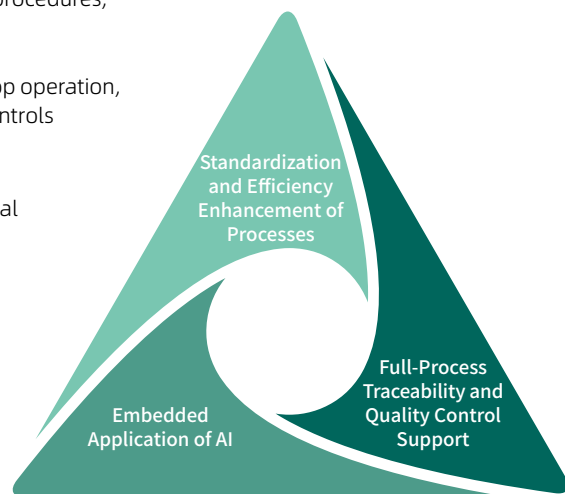 procedures,
op operation,
ntrols
al
Standardization
and Efficiency
Enhancement of
Processes
Full-Process
Traceability and
Quality Control
Support
Embedded
Application of AI